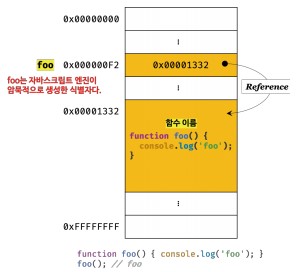 0x00000000
⋮
foo
0x000000F2
0x00001332
foo는 자바스크립트 엔진이
암묵적으로 생성한 식별자다.
⋮
Reference
0x00001332
함수 이름
function foo() {
console.log('foo');
}
⋮
0xFFFFFFFF
function foo() { console.log('foo'); }
foo(); // foo